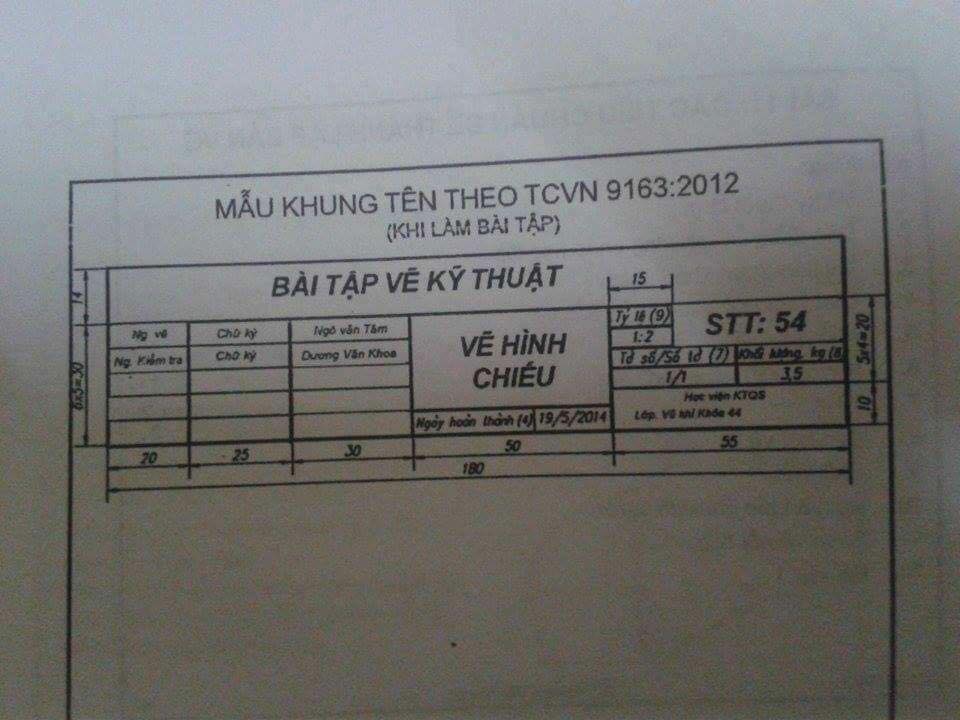 MẪU KHUNG TÊN THEO TCVN 9163:2012
(KHI LÀM BÀI TẬP)
BÀI TẬP VẼ KỸ THUẬT
15
14
Ng vẽ
Chữ ký
Ngô văn Tâm
Tỷ lệ (9)
STT: 54
Ng. Kiểm tra
Chữ ký
Dương Văn Khoa
1:2
VẼ HÌNH
CHIẾU
Tờ số/Số tờ (7)
Khối lượng, kg (8)
1/1
3,5
5x4=20
6x5=30
Ngày hoàn thành (4)
19/5/2014
Học viện KTQS
Lớp. Vũ khí Khóa 44
10
20
25
30
50
55
180